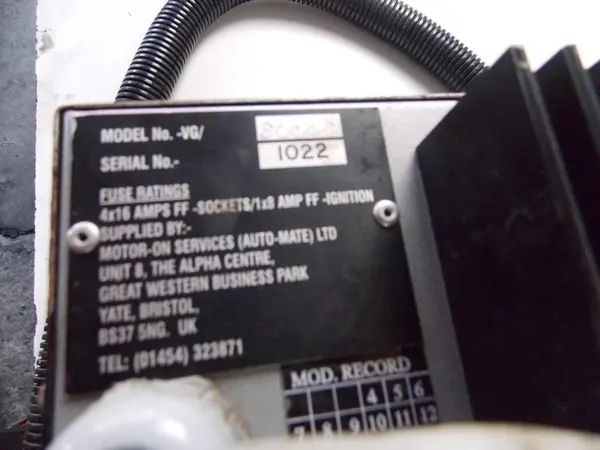 MODEL No. -VG/
SERIAL No.- 1022
FUSE RATINGS
4x16 AMPS FF -SOCKETS/1x8 AMP FF -IGNITION
SUPPLIED BY:-
MOTOR-ON SERVICES (AUTO-MATE) LTD
UNIT 8, THE ALPHA CENTRE,
GREAT WESTERN BUSINESS PARK
YATE, BRISTOL,
BS37 5NG. UK
TEL: (01454) 323871
MOD. RECORD
4 5 6
7 8 9 10 11 12